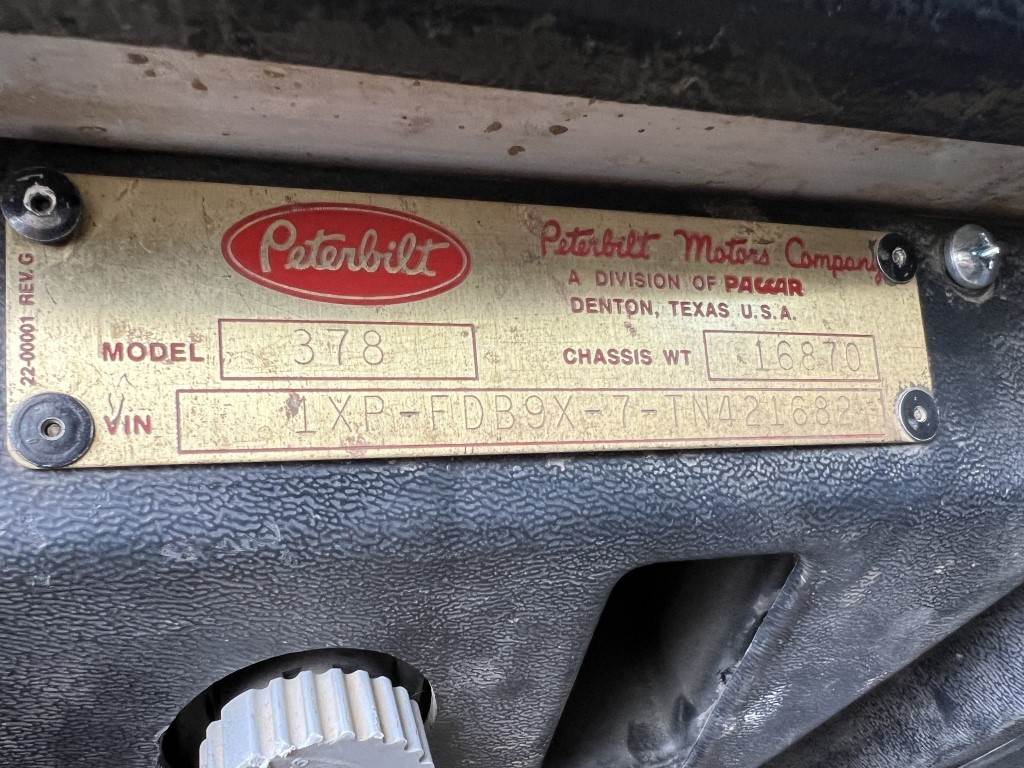 Peterbilt
Peterbilt Motors Company
A DIVISION OF PACCAR
DENTON, TEXAS U.S.A.
22-00001 REV. G
MODEL 378
CHASSIS WT 16870
VIN 1XP-FDB9X-7-TN421682